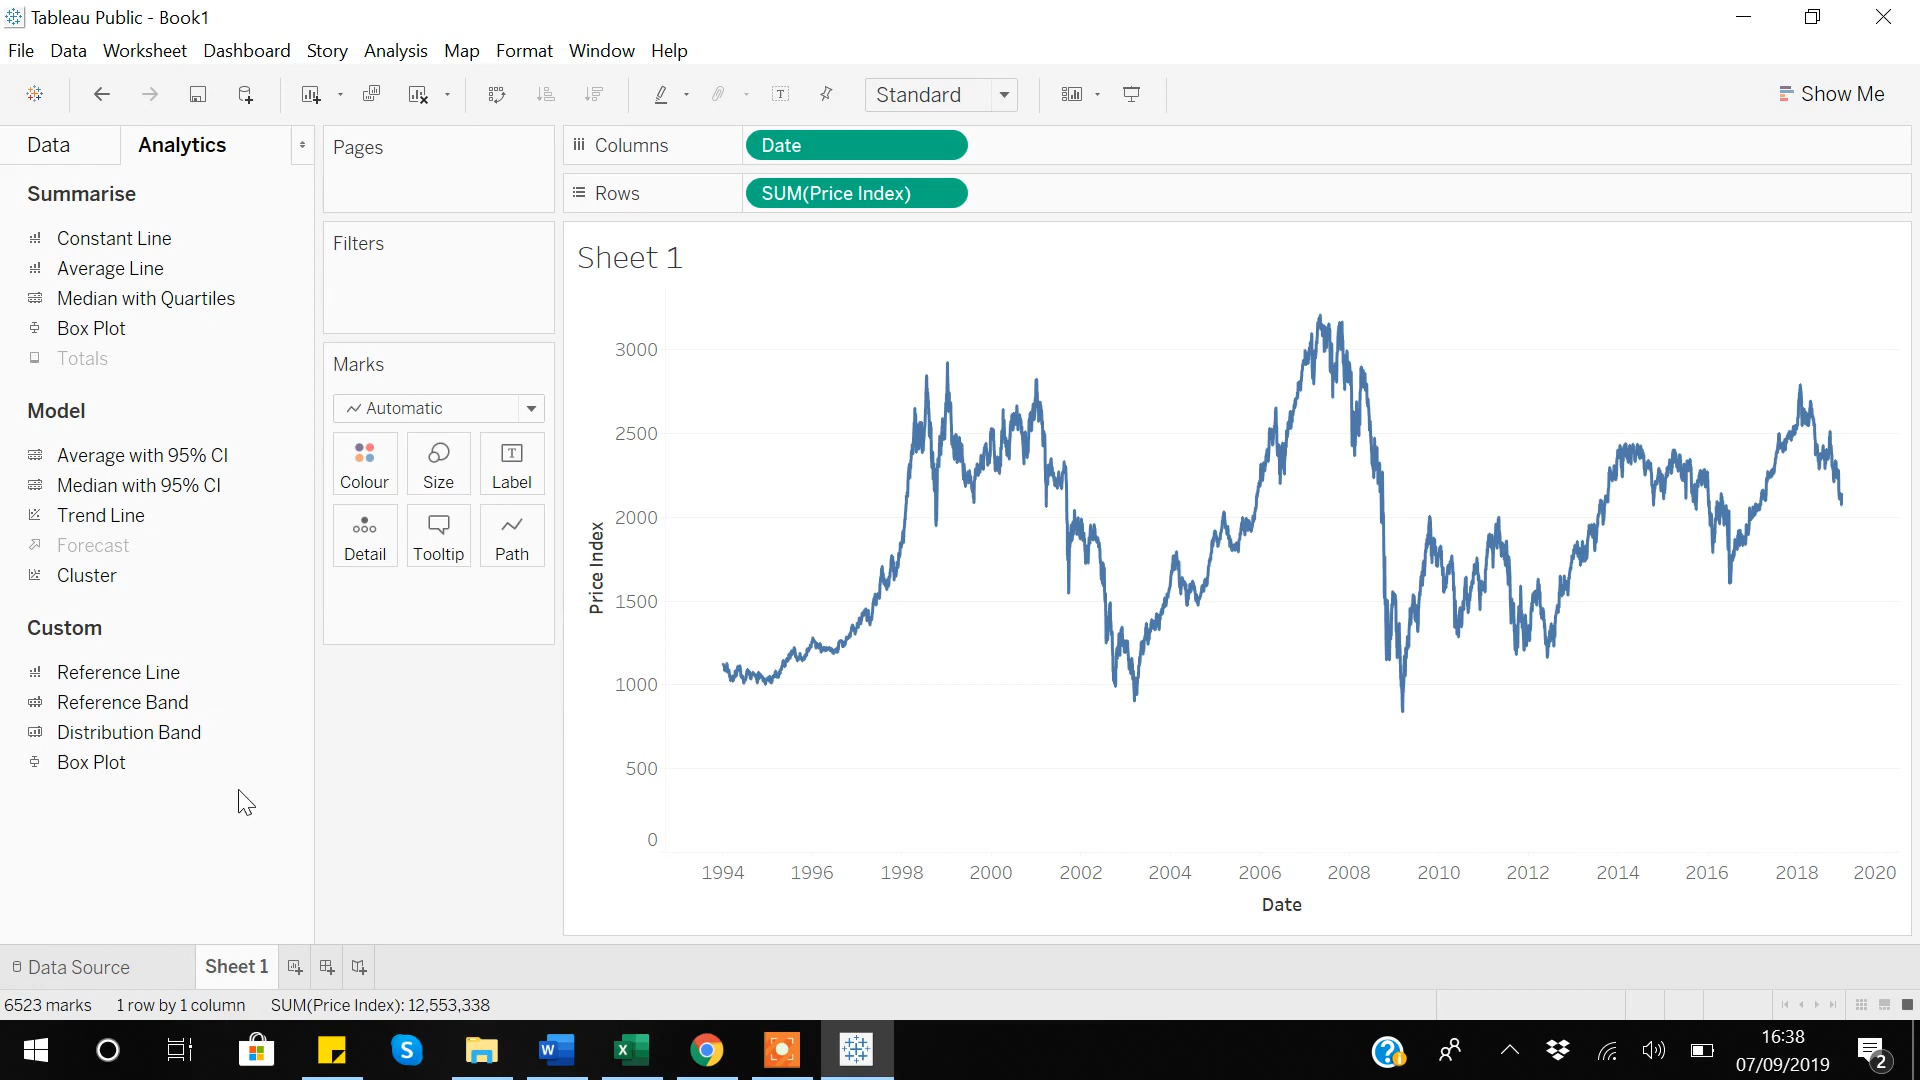 Tableau Public - Book1
File Data Worksheet Dashboard Story Analysis Map Format Window Help
Standard
Show Me
Data Analytics
Summarise
Constant Line
Average Line
Median with Quartiles
Box Plot
Totals
Model
Average with 95% CI
Median with 95% CI
Trend Line
Forecast
Cluster
Custom
Reference Line
Reference Band
Distribution Band
Box Plot
Pages
Filters
Marks
Automatic
Colour Size Label
Detail Tooltip Path
Columns Date
Rows SUM(Price Index)
Sheet 1
Price Index
3000
2500
2000
1500
1000
500
0
1994 1996 1998 2000 2002 2004 2006 2008 2010 2012 2014 2016 2018 2020
Date
Data Source Sheet 1
6523 marks 1 row by 1 column SUM(Price Index): 12,553,338
16:38
07/09/2019
2